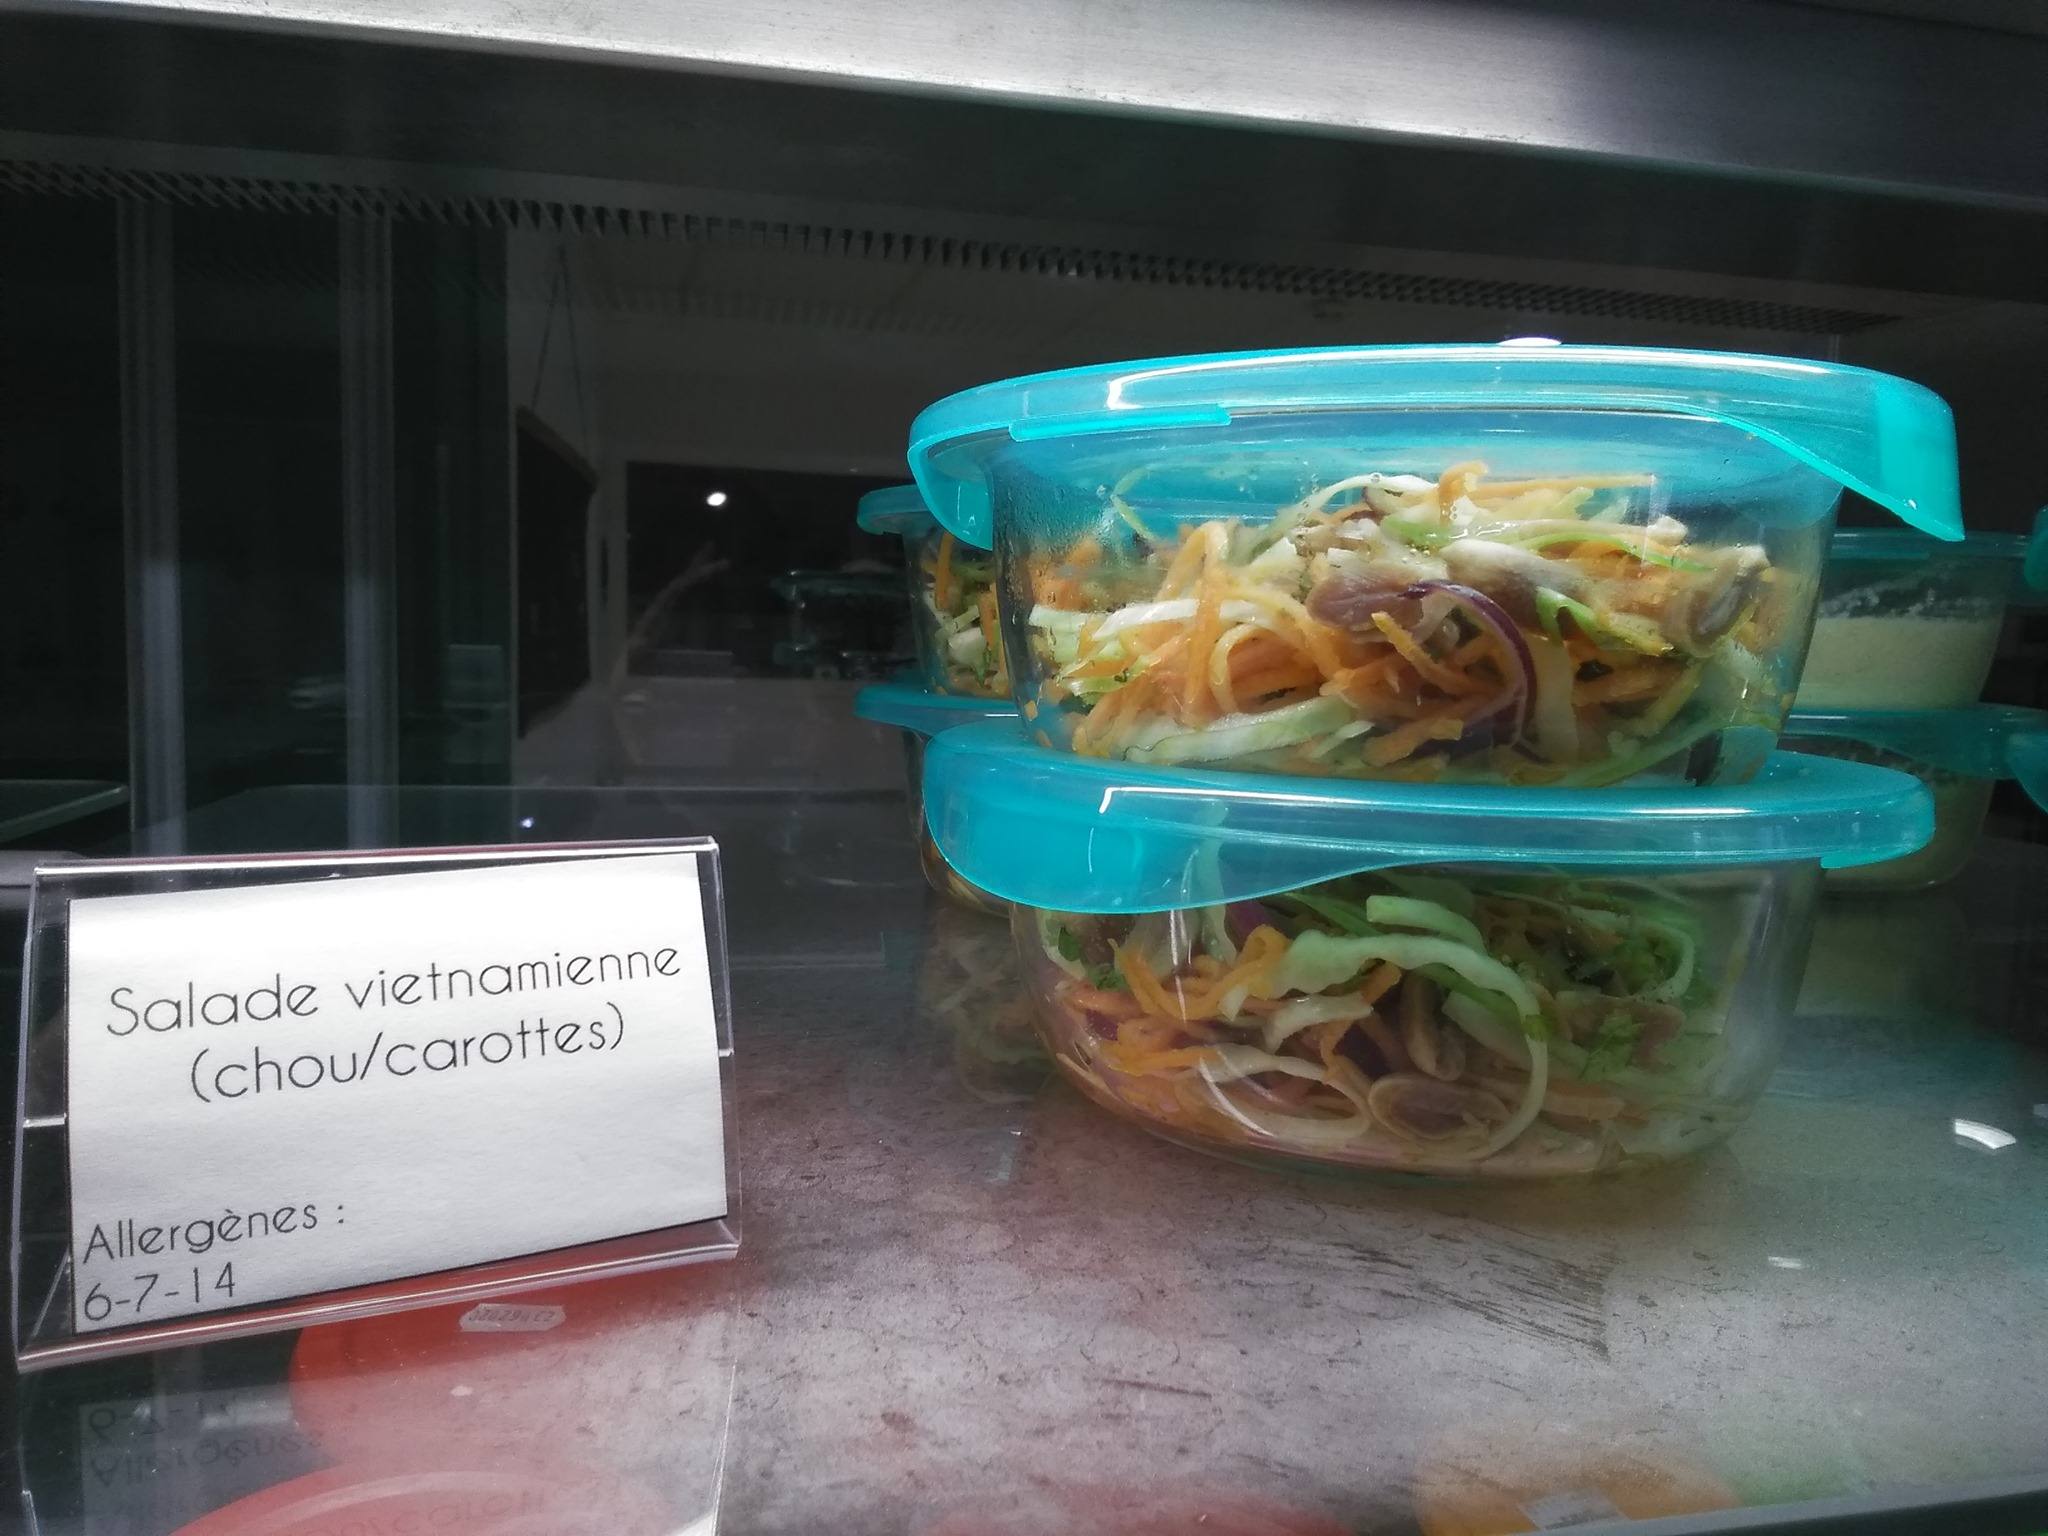 Salade vietnamienne
(chou/carottes)
Allergènes :
6-7-14